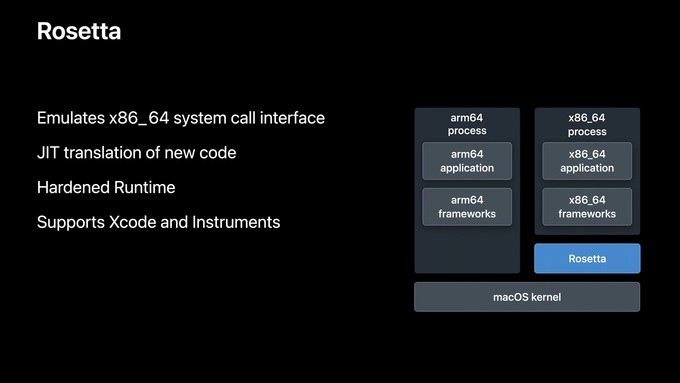 Rosetta
Emulates x86_64 system call interface
JIT translation of new code
Hardened Runtime
Supports Xcode and Instruments
arm64
process
arm64
application
arm64
frameworks
x86_64
process
x86_64
application
x86_64
frameworks
Rosetta
macOS kernel